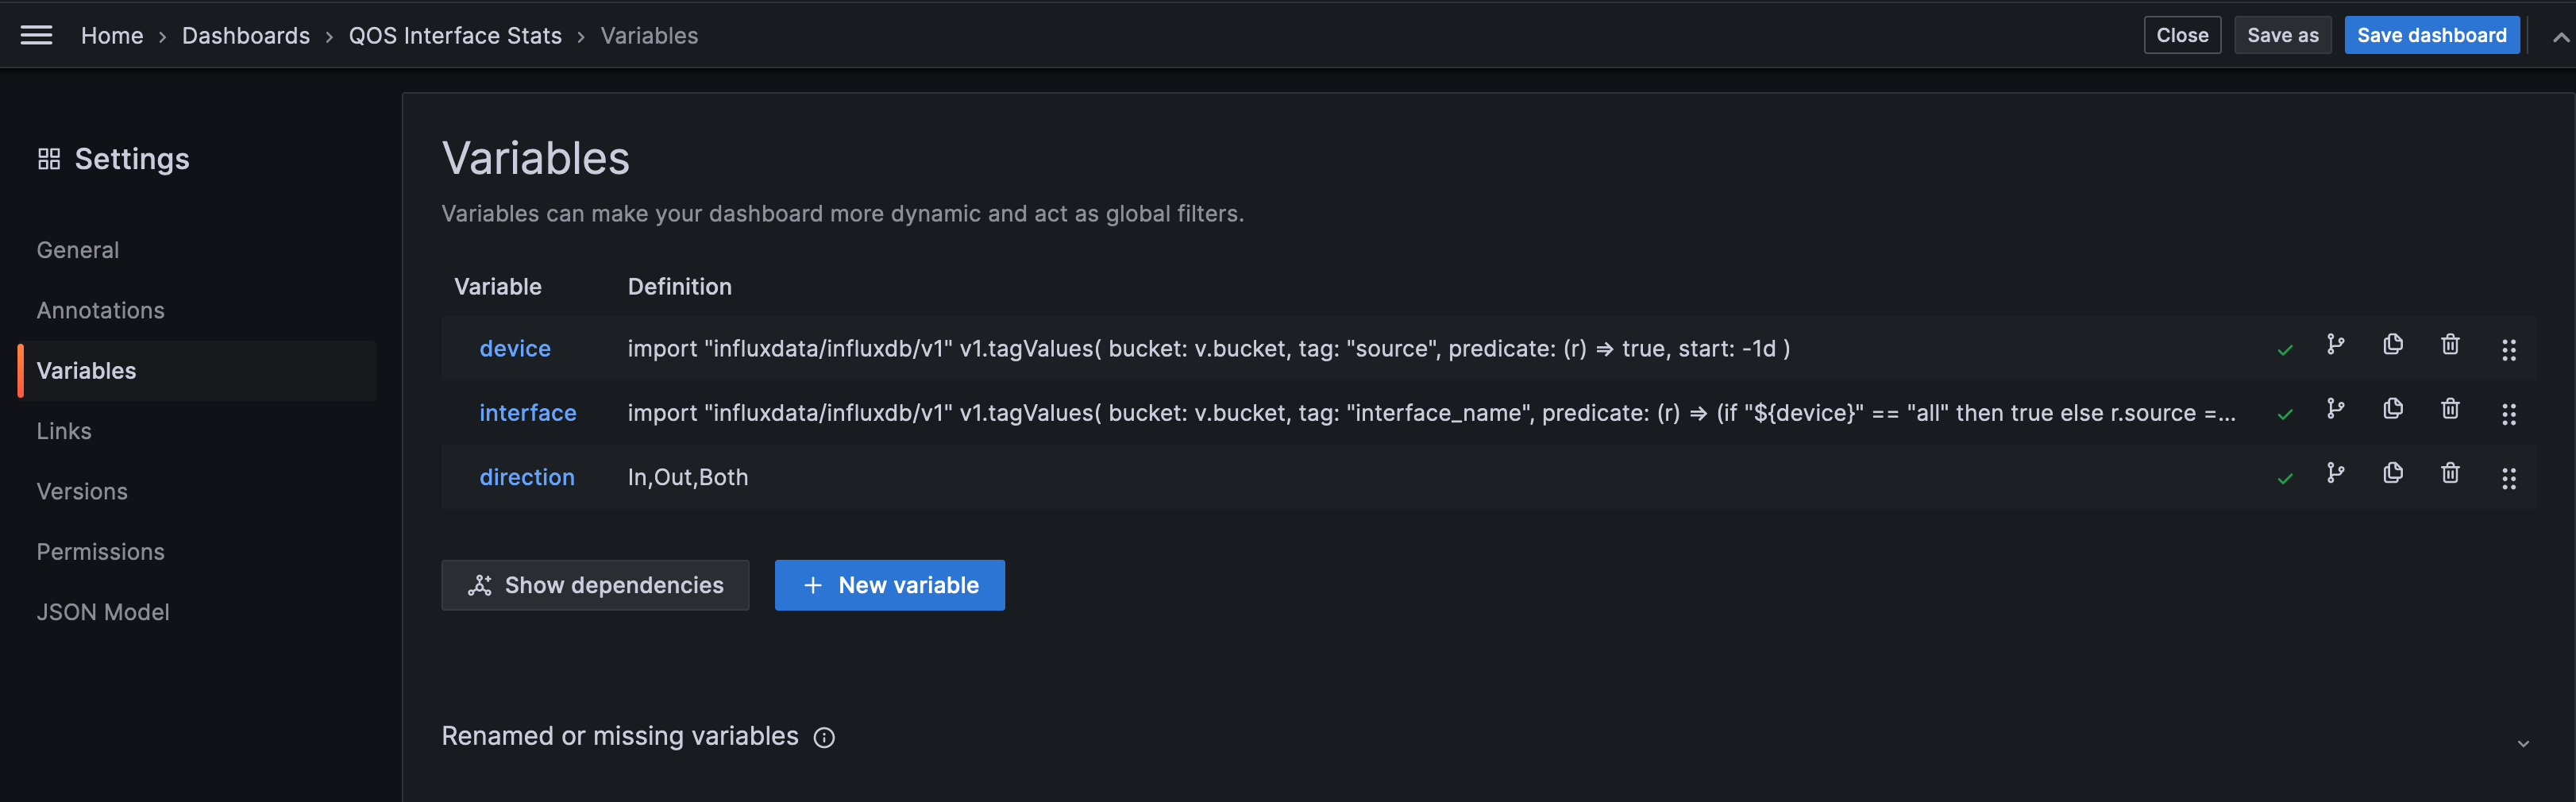 Home › Dashboards › QOS Interface Stats › Variables
Close
Save as
Save dashboard
Settings
General
Annotations
Variables
Links
Versions
Permissions
JSON Model
Variables
Variables can make your dashboard more dynamic and act as global filters.
Variable Definition
device import "influxdata/influxdb/v1" v1.tagValues( bucket: v.bucket, tag: "source", predicate: (r) => true, start: -1d )
interface import "influxdata/influxdb/v1" v1.tagValues( bucket: v.bucket, tag: "interface_name", predicate: (r) => (if "${device}" == "all" then true else r.source =...
direction In,Out,Both
Show dependencies
+ New variable
Renamed or missing variables